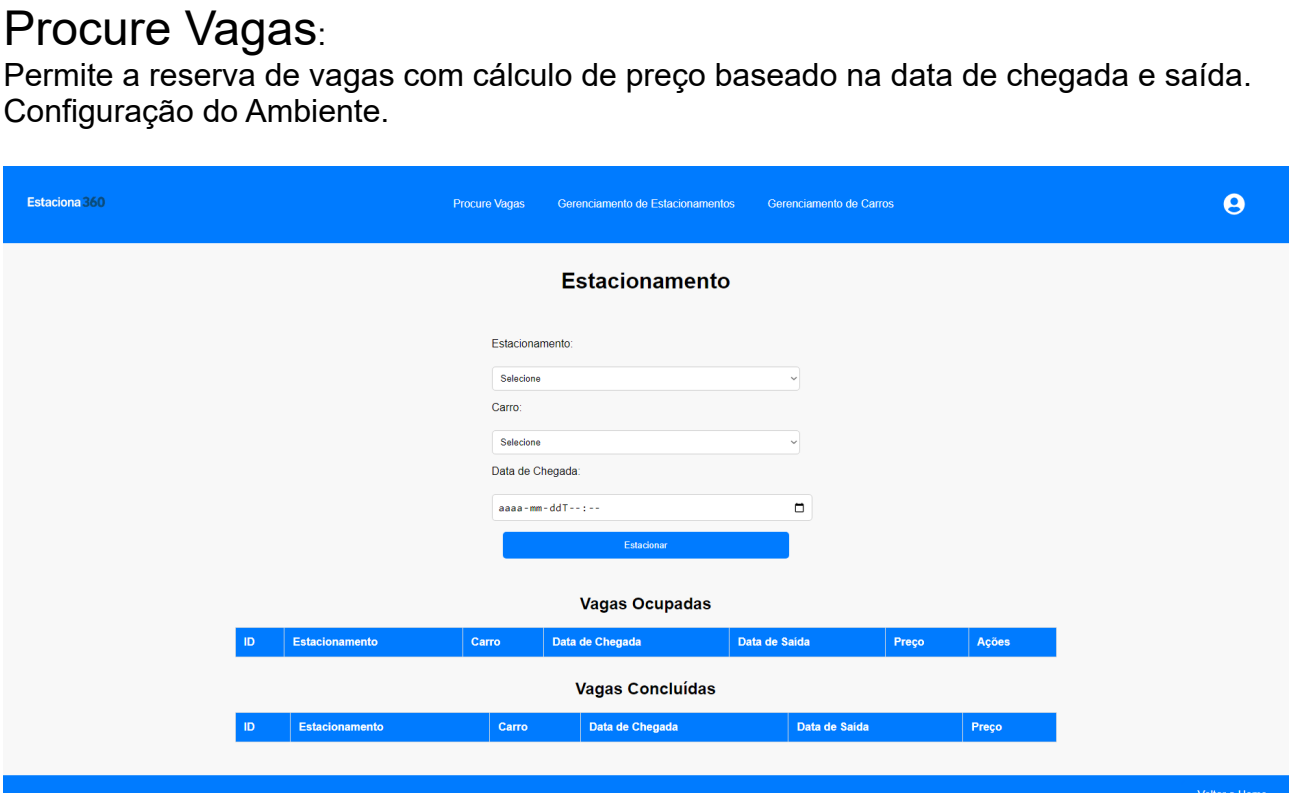 Procure Vagas:
Permite a reserva de vagas com cálculo de preço baseado na data de chegada e saída.
Configuração do Ambiente.
Estaciona 360
Procure Vagas Gerenciamento de Estacionamentos Gerenciamento de Carros
Estacionamento
Estacionamento:
Selecione
Carro:
Selecione
Data de Chegada:
aaaa-mm-ddT--:--
Estacionar
Vagas Ocupadas
ID Estacionamento Carro Data de Chegada Data de Saida Preço Ações
Vagas Concluídas
ID Estacionamento Carro Data de Chegada Data de Saida Preço